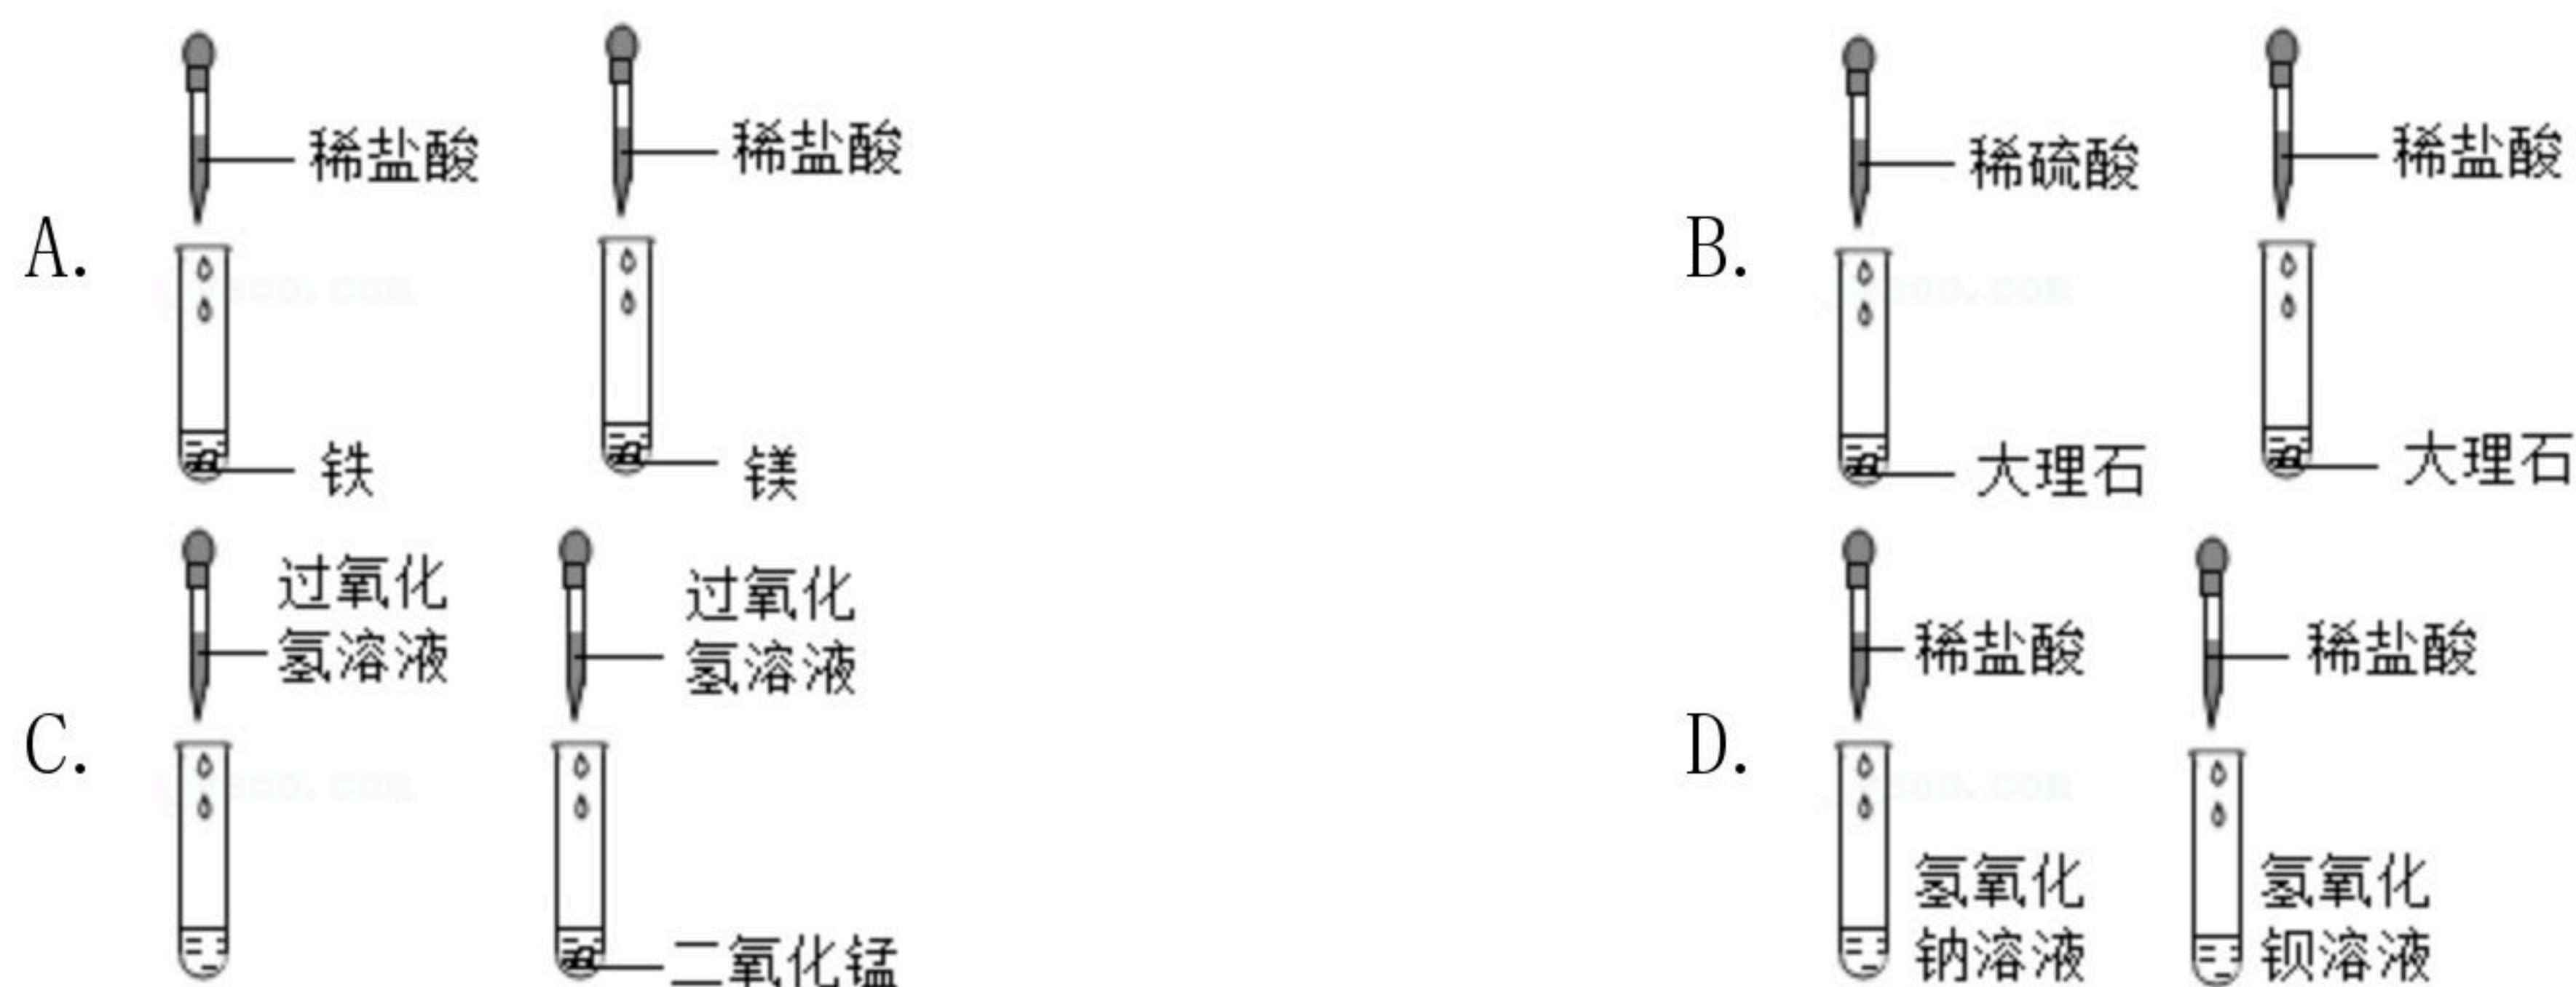 A.
稀盐酸
铁
稀盐酸
镁
B.
稀硫酸
大理石
稀盐酸
大理石
C.
过氧化
氢溶液
过氧化
氢溶液
二氧化锰
D.
稀盐酸
氢氧化
钠溶液
稀盐酸
氢氧化
钡溶液